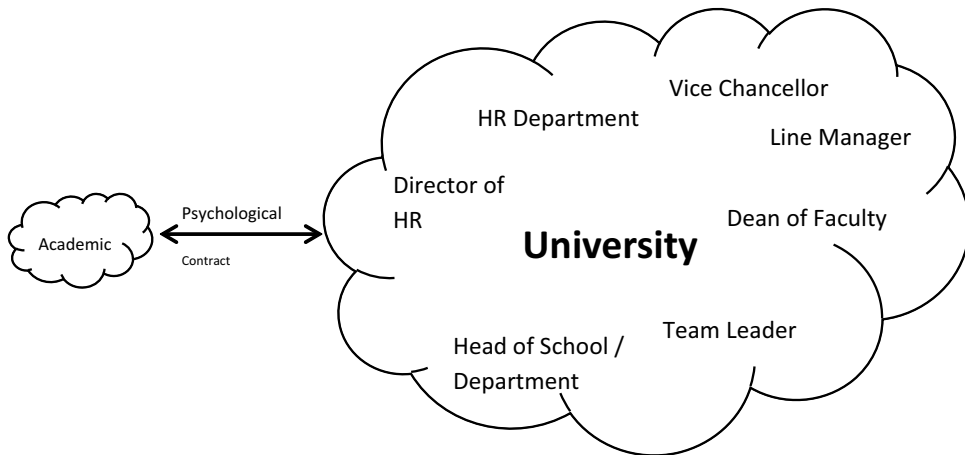 Vice Chancellor
HR Department
Line Manager
Director of
HR
Psychological
Dean of Faculty
Academic
University
Contract
Team Leader
Head of School /
Department